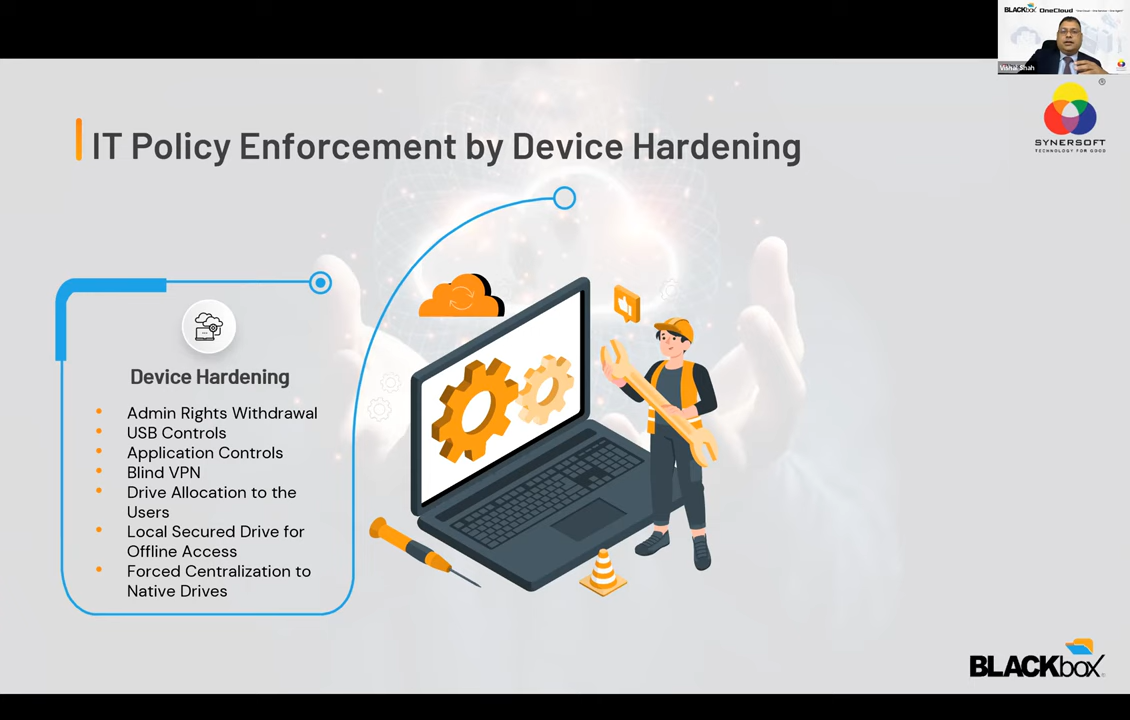 BLACKbox OneCloud
Vishal Shah
SYNERSOFT
TECHNOLOGY FOR GOOD
IT Policy Enforcement by Device Hardening
Device Hardening
• Admin Rights Withdrawal
• USB Controls
• Application Controls
• Blind VPN
• Drive Allocation to the
Users
• Local Secured Drive for
Offline Access
• Forced Centralization to
Native Drives
BLACKbox